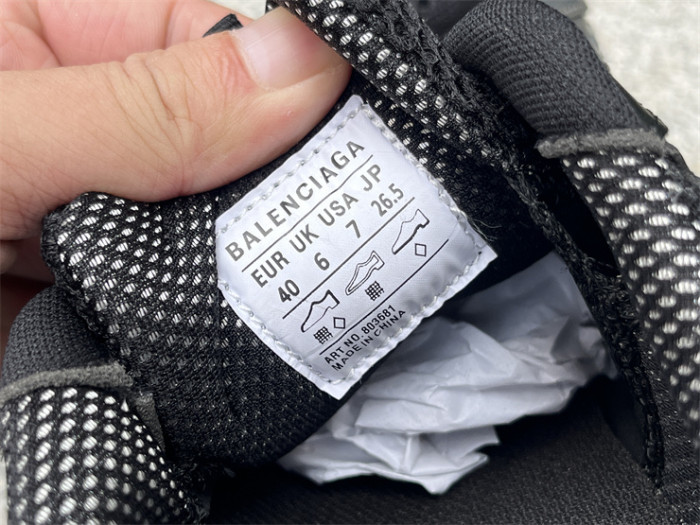 BALENCIAGA
EUR UK USA JP
40 6 7 26.5
ART NO. 803681
MADE IN CHINA